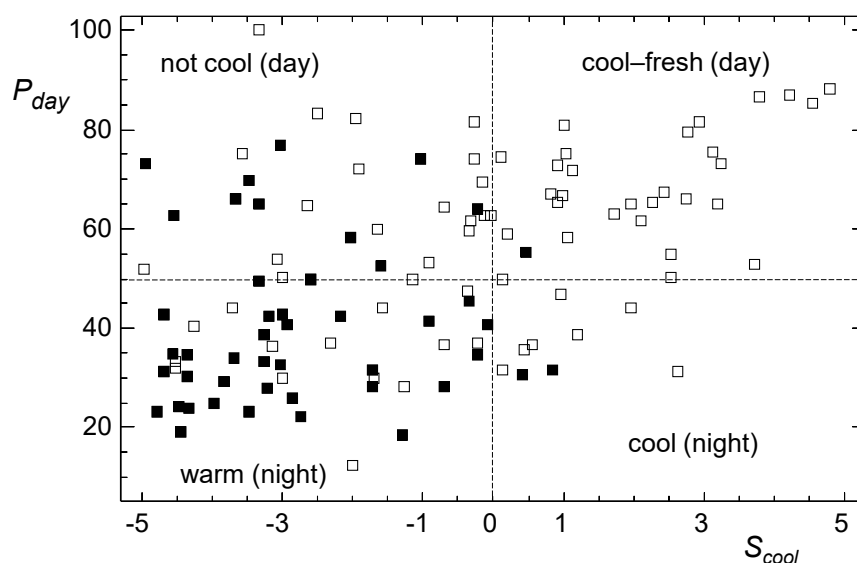 100
not cool (day)
cool–fresh (day)
P_day
80
60
40
20
cool (night)
warm (night)
-5
-3
-1
0
1
3
5
S_cool